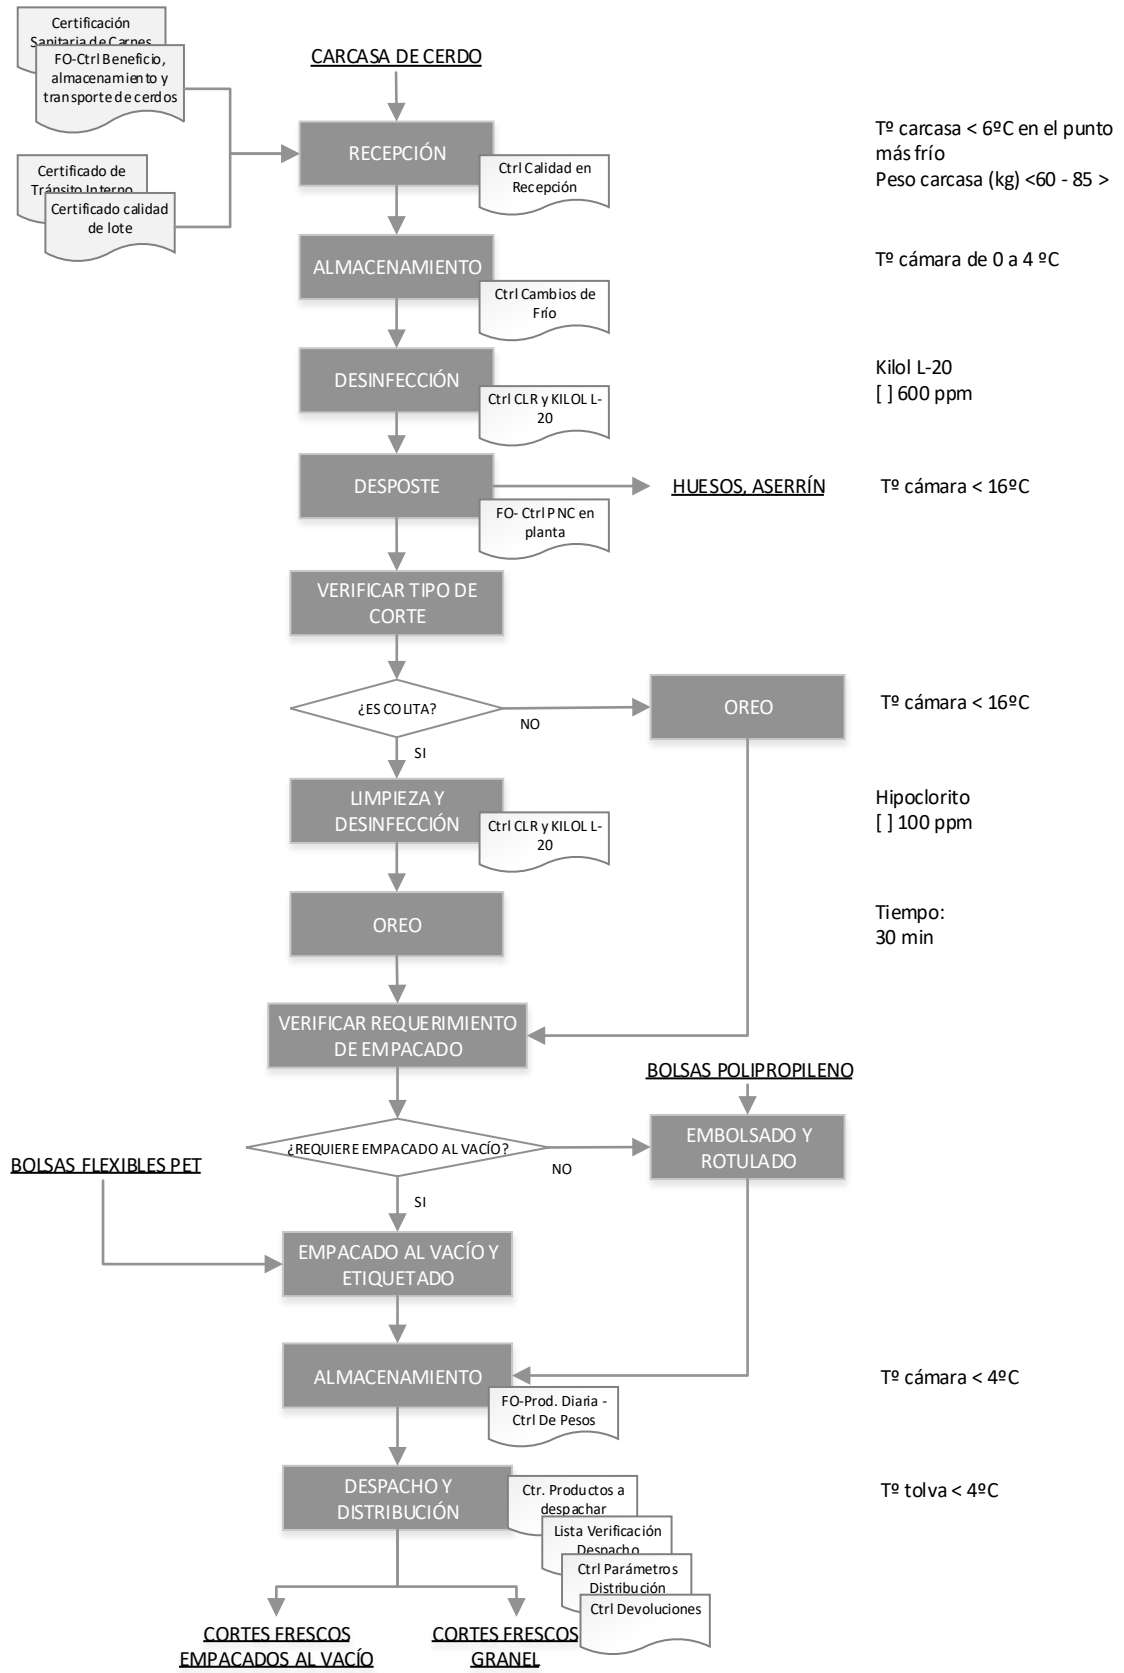 Certificación
Sanitaria de Carnes
FO-Ctrl Beneficio,
almacenamiento y
transporte de cerdos
CARCASA DE CERDO
Tº carcasa < 6ºC en el punto
más frío
Peso carcasa (kg) <60 - 85 >
RECEPCIÓN
Ctrl Calidad en
Recepción
Certificado de
Tránsito Interno
Certificado calidad
de lote
ALMACENAMIENTO
Tº cámara de 0 a 4 ºC
Ctrl Cambios de
Frío
DESINFECCIÓN
Kilol L-20
[ ] 600 ppm
Ctrl CLR y KILOL L-
20
DESPOSTE
HUESOS, ASERRÍN
Tº cámara < 16ºC
FO- Ctrl PNC en
planta
VERIFICAR TIPO DE
CORTE
¿ES COLITA?
NO
OREO
Tº cámara < 16ºC
SI
LIMPIEZA Y
DESINFECCIÓN
Hipoclorito
[ ] 100 ppm
Ctrl CLR y KILOL L-
20
OREO
Tiempo:
30 min
VERIFICAR REQUERIMIENTO
DE EMPACADO
BOLSAS POLIPROPILENO
¿REQUIERE EMPACADO AL VACÍO?
NO
EMBOLSADO Y
ROTULADO
BOLSAS FLEXIBLES PET
SI
EMPACADO AL VACÍO Y
ETIQUETADO
ALMACENAMIENTO
Tº cámara < 4ºC
FO-Prod. Diaria -
Ctrl De Pesos
DESPACHO Y
DISTRIBUCIÓN
Tº tolva < 4ºC
Ctr. Productos a
despachar
Lista Verificación
Despacho
Ctrl Parámetros
Distribución
Ctrl Devoluciones
CORTES FRESCOS
EMPACADOS AL VACÍO
CORTES FRESCOS
GRANEL